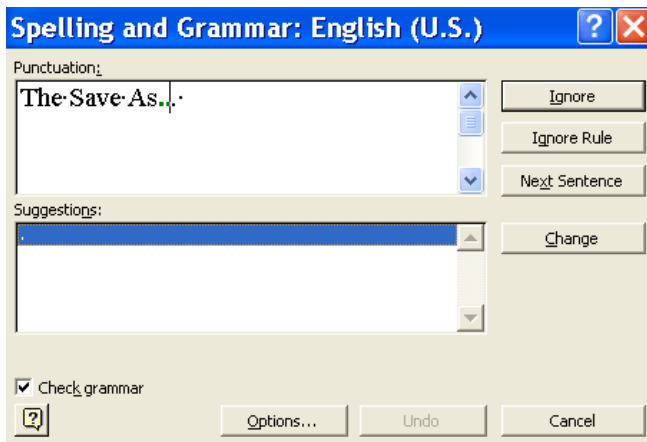 Spelling and Grammar: English (U.S.)
Punctuation:
The·Save·As...·
Ignore
Ignore Rule
Next Sentence
Suggestions:
.
Change
Check grammar
Options...
Undo
Cancel